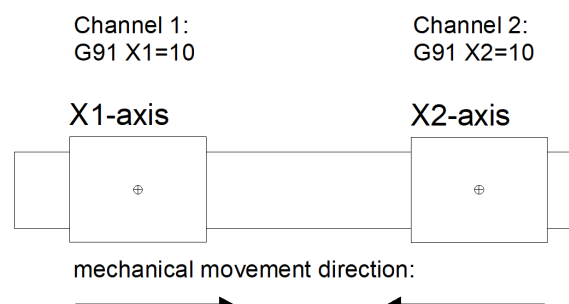 Channel 1:
G91 X1=10
Channel 2:
G91 X2=10
X1-axis
X2-axis
mechanical movement direction: